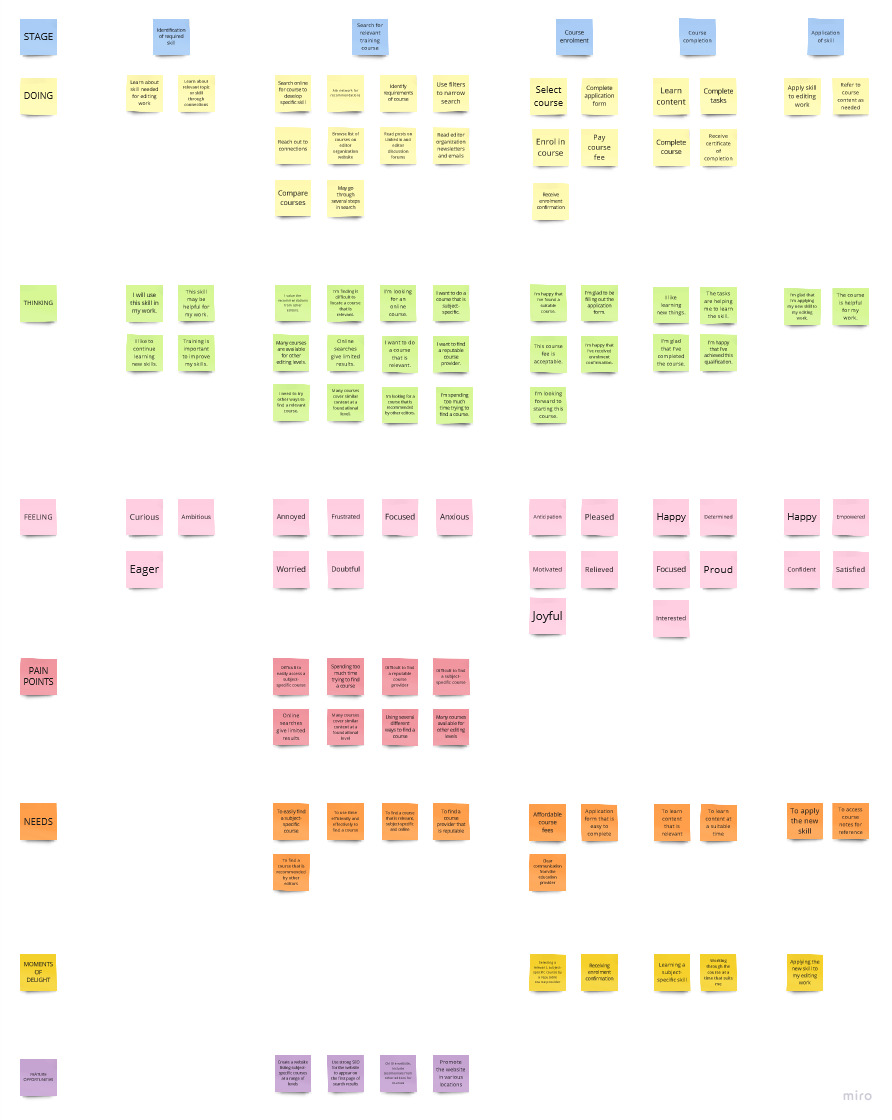 STAGE
Identification
of required
skill
Search for
relevant
training
course
Course
enrolment
Course
completion
Application
of skill
DOING
Learn about
skill needed
for editing
work
Learn about
relevant topic
or skill
through
connections
Search online
for course to
develop
specific skill
Ask network for
recommendations
Identify
requirements
of course
Use filters
to narrow
search
Select
course
Complete
application
form
Learn
content
Complete
tasks
Apply skill
to editing
work
Refer to
course
content as
needed
Reach out to
connections
Browse list of
courses on
editor
organization
website
Read posts on
LinkedIn and
editor
discussion
forums
Read editor
organization
newsletters
and emails
Enrol in
course
Pay
course
fee
Complete
course
Receive
certificate of
completion
Compare
courses
May go
through
several steps
in search
Receive
enrolment
confirmation
THINKING
I will use
this skill in
my work.
This skill
may be
helpful for
my work.
I value the
recommendations
from other
editors.
I'm finding it
difficult to
locate a course
that is
relevant.
I'm looking
for an
online
course.
I want to do a
course that is
subject-
specific.
I'm happy that
I've found a
suitable
course.
I'm glad to be
filling out the
application
form.
I like
learning
new things.
The tasks
are helping
me to learn
the skill.
I'm glad that
I'm applying
my new skill to
my editing
work.
The course
is helpful
for my
work.
I like to
continue
learning
new skills.
Training is
important to
improve
my skills.
Many courses
are available
for other
editing levels.
Online
searches
give limited
results.
I want to do
a course
that is
relevant.
I want to find
a reputable
course
provider.
This course
fee is
acceptable.
I'm happy that
I've received
enrolment
confirmation.
I'm glad
that I've
completed
the course.
I'm happy
that I've
achieved this
qualification.
I need to try
other ways to
find a relevant
course.
Many courses
cover similar
content at a
foundational
level.
I'm looking for a
course that is
recommended
by other editors.
I'm spending
too much
time trying to
find a course.
I'm looking
forward to
starting this
course.
FEELING
Curious
Ambitious
Annoyed
Frustrated
Focused
Anxious
Anticipation
Pleased
Happy
Determined
Happy
Empowered
Eager
Worried
Doubtful
Motivated
Relieved
Focused
Proud
Confident
Satisfied
Joyful
Interested
PAIN
POINTS
Difficult to
easily access a
subject-
specific course
Spending too
much time
trying to find
a course
Difficult to find
a reputable
course
provider
Difficult to find
a subject-
specific course
Online
searches
give limited
results
Many courses
cover similar
content at a
foundational
level
Using several
different
ways to find a
course
Many courses
available for
other editing
levels
NEEDS
To easily find
a subject-
specific
course
To use time
efficiently and
effectively to
find a course
To find a course
that is relevant,
subject-specific
and online
To find a
course
provider that
is reputable
Affordable
course
fees
Application
form that is
easy to
complete
To learn
content
that is
relevant
To learn
content at
a suitable
time
To apply
the new
skill
To access
course
notes for
reference
To find a
course that is
recommended
by other
editors
Clear
communication
from the
education
provider
MOMENTS
OF
DELIGHT
Receiving
enrolment
confirmation
Learning a
subject-
specific skill
Working
through the
course at a
time that suits
me
Applying the
new skill to
my editing
work
Create a website
listing subject-
specific courses
at a range of
levels
Use strong SEO
for the website
to appear on
the first page of
search results
Promote
the website
in various
locations
miro